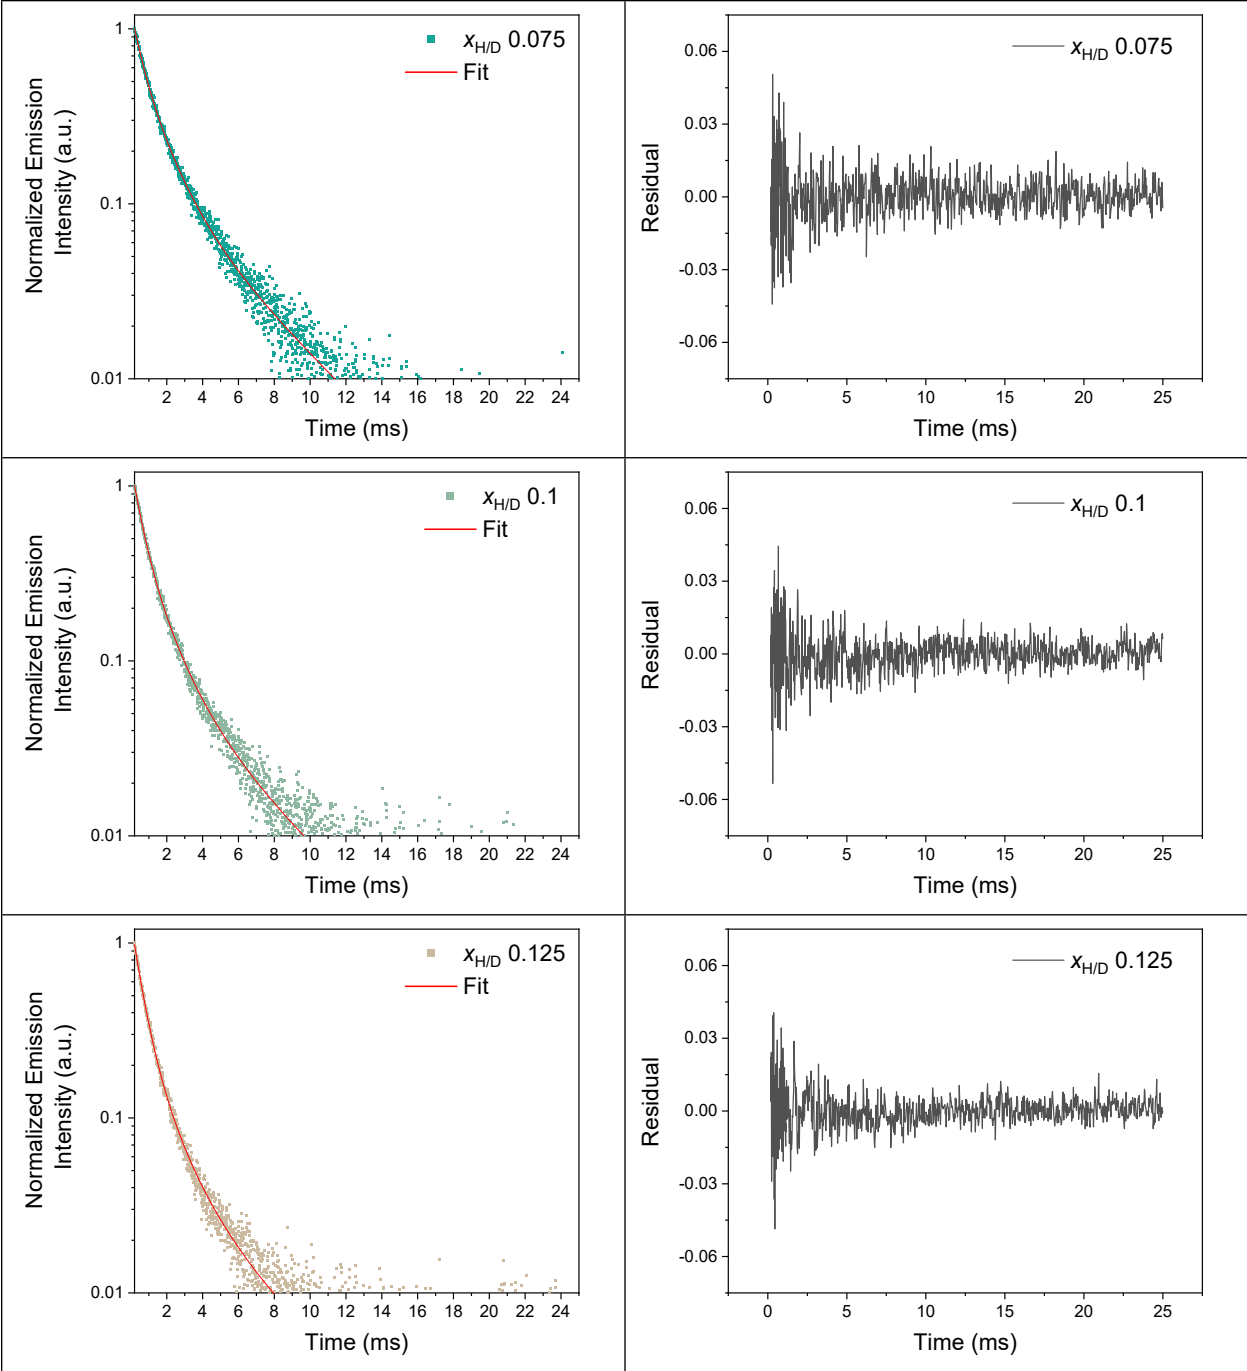 1
0.1
0.01
Normalized Emission
Intensity (a.u.)
x_H/D 0.075
Fit
2 4 6 8 10 12 14 16 18 20 22 24
Time (ms)
0.06
0.03
0.00
-0.03
-0.06
Residual
x_H/D 0.075
0 5 10 15 20 25
Time (ms)
1
0.1
0.01
Normalized Emission
Intensity (a.u.)
x_H/D 0.1
Fit
2 4 6 8 10 12 14 16 18 20 22 24
Time (ms)
0.06
0.03
0.00
-0.03
-0.06
Residual
x_H/D 0.1
0 5 10 15 20 25
Time (ms)
1
0.1
0.01
Normalized Emission
Intensity (a.u.)
x_H/D 0.125
Fit
2 4 6 8 10 12 14 16 18 20 22 24
Time (ms)
0.06
0.03
0.00
-0.03
-0.06
Residual
x_H/D 0.125
0 5 10 15 20 25
Time (ms)